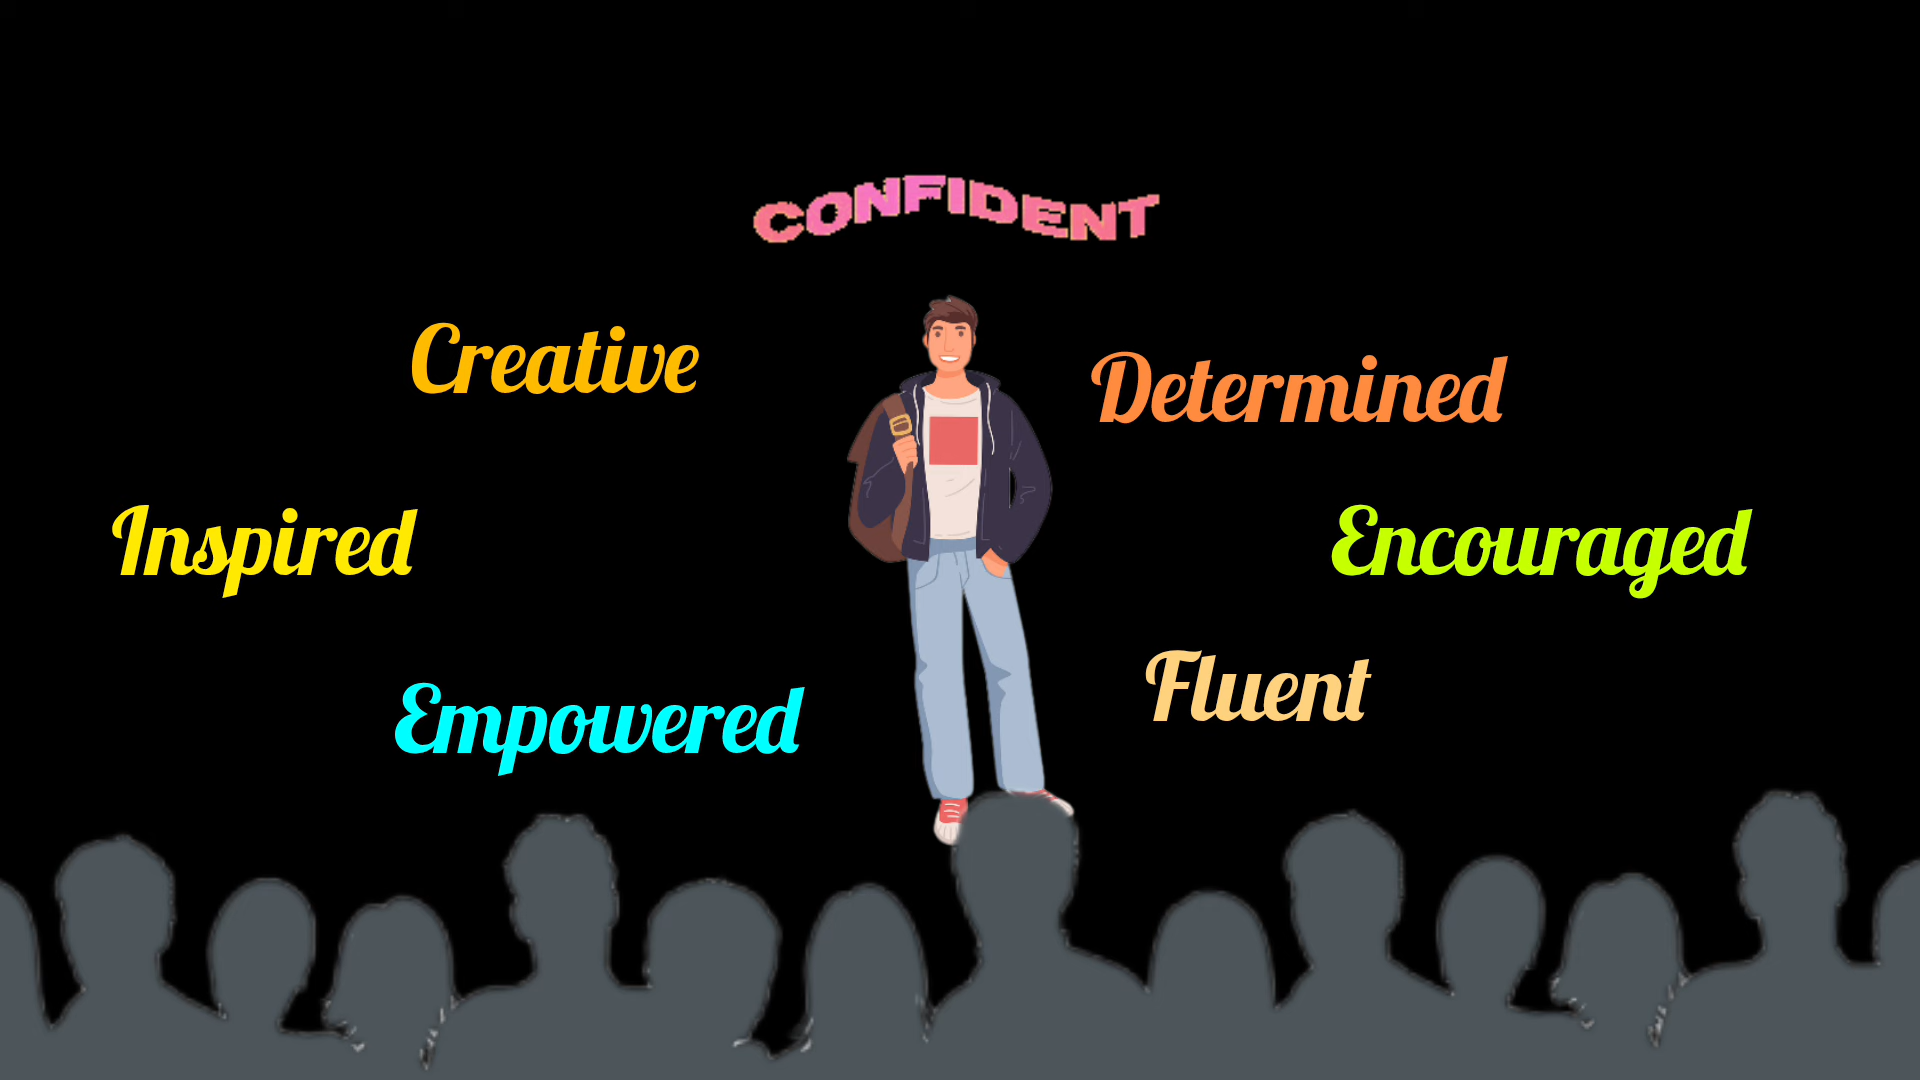 CONFIDENT
Creative
Determined
Inspired
Encouraged
Fluent
Empowered